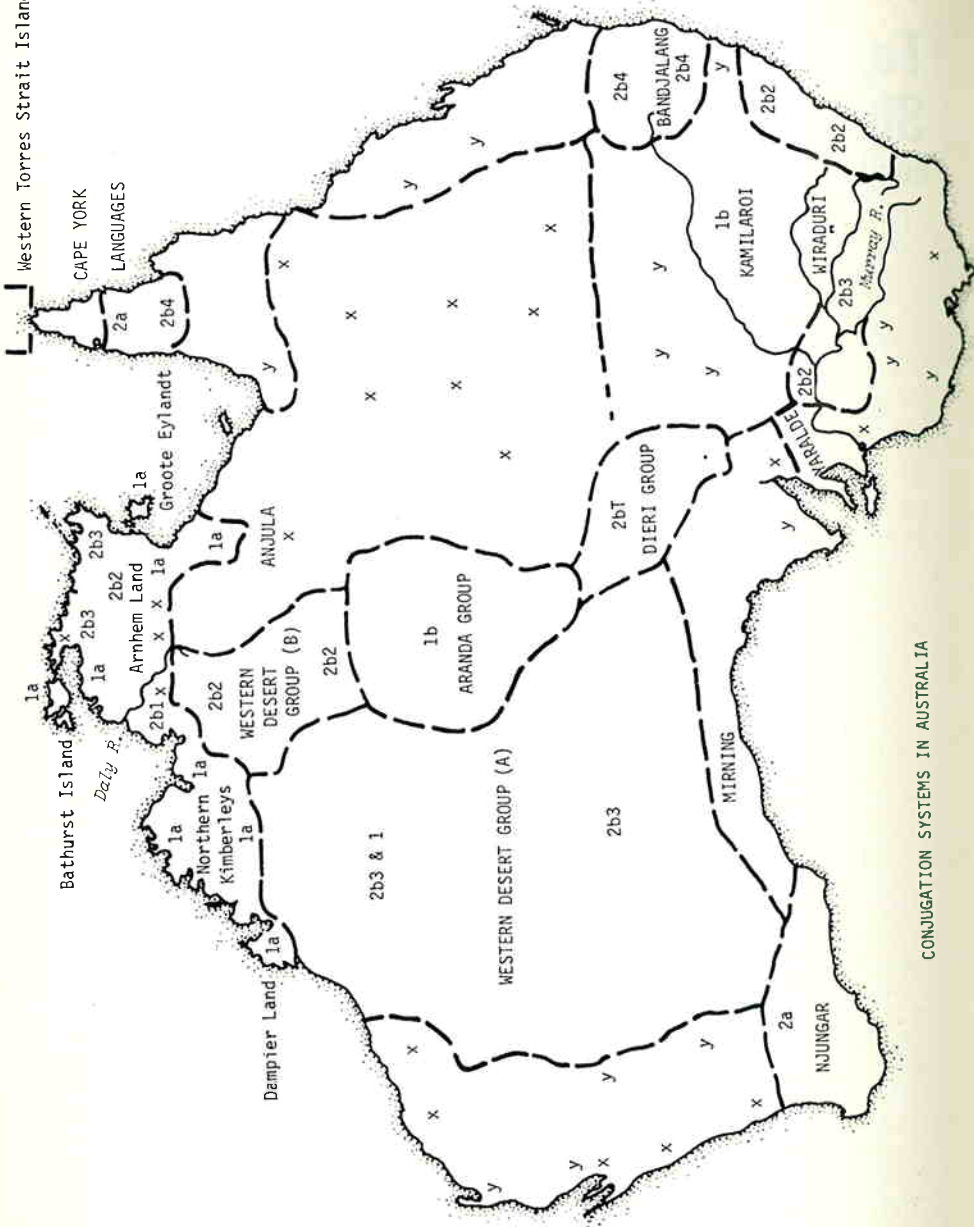 Western Torres Strait Islan
CAPE YORK
LANGUAGES
2a
2b4
Bathurst Island
1a
x
2b3
2b3
2b2
1a
Arnhem Land
1a
Groote Eylandt
Daly R.
2b1
x
x
x
1a
1a
ANJULA
x
y
x
1a
1a
Northern
Kimberleys
1a
Dampier Land
1a
2b2
WESTERN
DESERT
GROUP (B)
2b2
x
x
x
x
x
x
x
y
y
2b3 & 1
WESTERN DESERT GROUP (A)
2b3
1b
ARANDA GROUP
2bT
DIERI GROUP
2b4
BANDJALANG
2b4
y
y
y
y
1b
KAMILAROI
2b2
2b2
WIRADURI
2b3
Murray R.
2b2
YARALDE
x
y
x
y
y
y
x
MIRNING
x
x
y
y
y
x
x
y
x
2a
NJUNGAR
CONJUGATION SYSTEMS IN AUSTRALIA